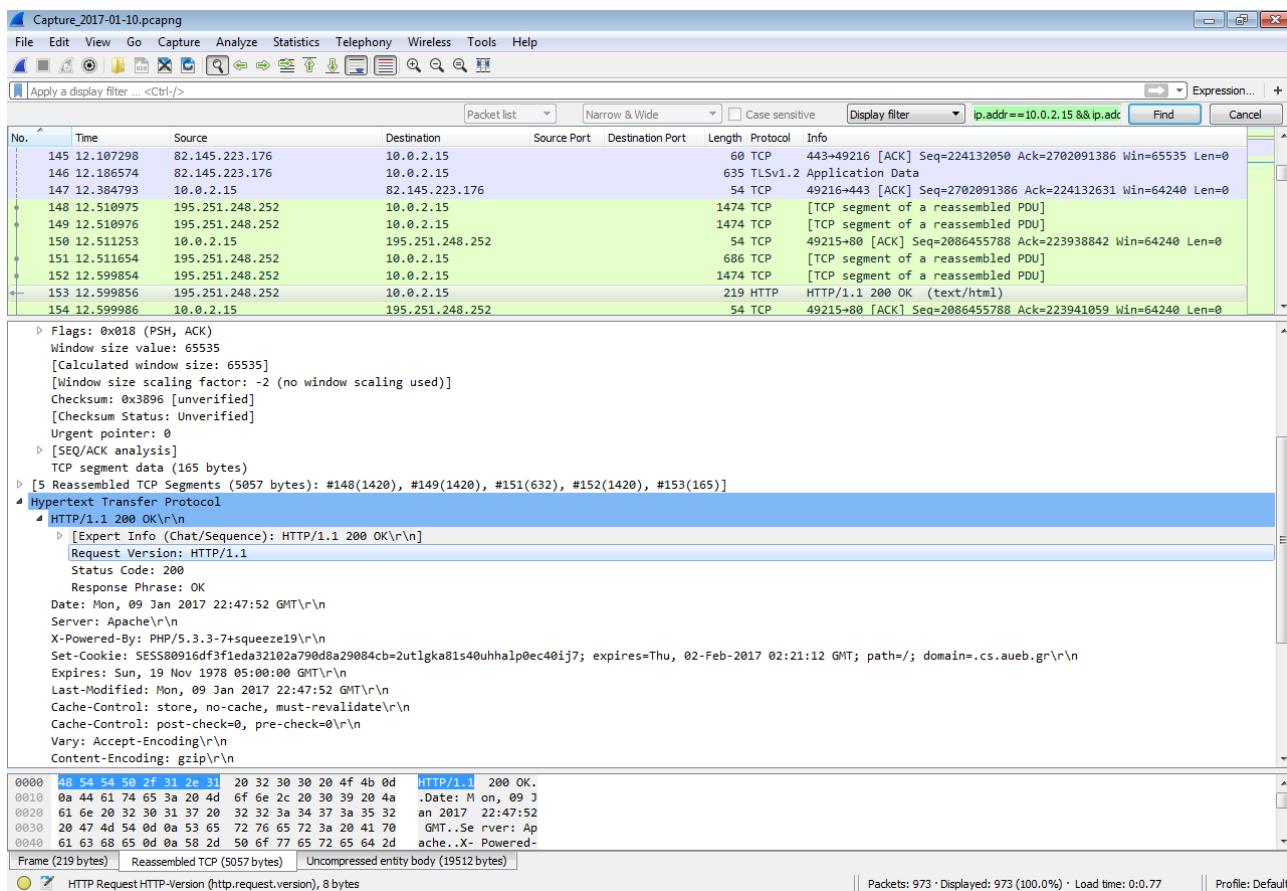 Capture_2017-01-10.pcapng
File Edit View Go Capture Analyze Statistics Telephony Wireless Tools Help
Apply a display filter ... <Ctrl-/> Expression... +
Packet list Narrow & Wide Case sensitive Display filter ip.addr==10.0.2.15 && ip.adc Find Cancel
No. Time Source Destination Source Port Destination Port Length Protocol Info
145 12.107298 82.145.223.176 10.0.2.15 60 TCP 443→49216 [ACK] Seq=224132050 Ack=2702091386 Win=65535 Len=0
146 12.186574 82.145.223.176 10.0.2.15 635 TLSv1.2 Application Data
147 12.384793 10.0.2.15 82.145.223.176 54 TCP 49216→443 [ACK] Seq=2702091386 Ack=224132631 Win=64240 Len=0
148 12.510975 195.251.248.252 10.0.2.15 1474 TCP [TCP segment of a reassembled PDU]
149 12.510976 195.251.248.252 10.0.2.15 1474 TCP [TCP segment of a reassembled PDU]
150 12.511253 10.0.2.15 195.251.248.252 54 TCP 49215→80 [ACK] Seq=2086455788 Ack=223938842 Win=64240 Len=0
151 12.511654 195.251.248.252 10.0.2.15 686 TCP [TCP segment of a reassembled PDU]
152 12.599854 195.251.248.252 10.0.2.15 1474 TCP [TCP segment of a reassembled PDU]
153 12.599856 195.251.248.252 10.0.2.15 219 HTTP HTTP/1.1 200 OK (text/html)
154 12.599986 10.0.2.15 195.251.248.252 54 TCP 49215→80 [ACK] Seq=2086455788 Ack=223941059 Win=64240 Len=0
Flags: 0x018 (PSH, ACK)
Window size value: 65535
[Calculated window size: 65535]
[Window size scaling factor: -2 (no window scaling used)]
Checksum: 0x3896 [unverified]
[Checksum Status: Unverified]
Urgent pointer: 0
[SEQ/ACK analysis]
TCP segment data (165 bytes)
[5 Reassembled TCP Segments (5057 bytes): #148(1420), #149(1420), #151(632), #152(1420), #153(165)]
Hypertext Transfer Protocol
HTTP/1.1 200 OK\r\n
[Expert Info (Chat/Sequence): HTTP/1.1 200 OK\r\n]
Request Version: HTTP/1.1
Status Code: 200
Response Phrase: OK
Date: Mon, 09 Jan 2017 22:47:52 GMT\r\n
Server: Apache\r\n
X-Powered-By: PHP/5.3.3-7+squeeze19\r\n
Set-Cookie: SESS80916df3f1eda32102a790d8a29084cb=2utlgka81s40uhhalp0ec40ij7; expires=Thu, 02-Feb-2017 02:21:12 GMT; path=/; domain=.cs.aueb.gr\r\n
Expires: Sun, 19 Nov 1978 05:00:00 GMT\r\n
Last-Modified: Mon, 09 Jan 2017 22:47:52 GMT\r\n
Cache-Control: store, no-cache, must-revalidate\r\n
Cache-Control: post-check=0, pre-check=0\r\n
Vary: Accept-Encoding\r\n
Content-Encoding: gzip\r\n
0000 48 54 54 50 2f 31 2e 31 20 32 30 30 20 4f 4b 0d HTTP/1.1 200 OK.
0010 0a 44 61 74 65 3a 20 4d 6f 6e 2c 20 30 39 20 4a .Date: M on, 09 J
0020 61 6e 20 32 30 31 37 20 32 32 3a 34 37 3a 35 32 an 2017 22:47:52
0030 20 47 4d 54 0d 0a 53 65 72 76 65 72 3a 20 41 70 GMT..Se rver: Ap
0040 61 63 68 65 0d 0a 58 2d 50 6f 77 65 72 65 64 2d ache..X- Powered-
Frame (219 bytes) Reassembled TCP (5057 bytes) Uncompressed entity body (19512 bytes)
HTTP Request HTTP-Version (http.request.version), 8 bytes Packets: 973 · Displayed: 973 (100.0%) · Load time: 0:0.77 Profile: Default